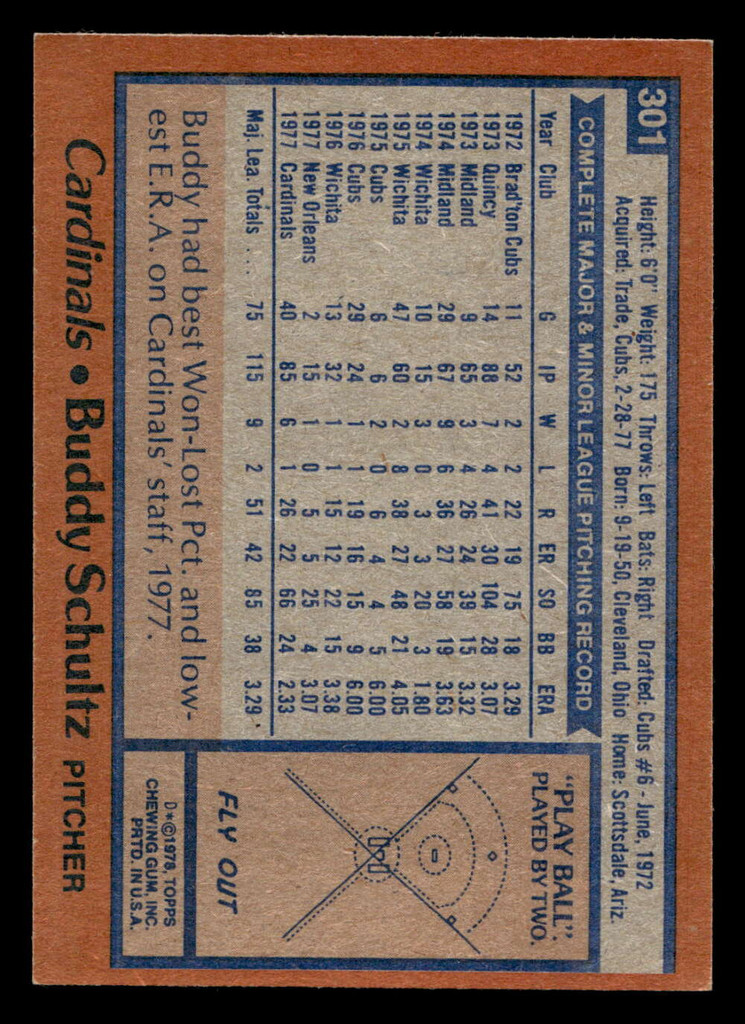 301
Height: 6'0" Weight: 175 Throws: Left Bats: Right Drafted: Cubs #6 - June, 1972
Acquired: Trade, Cubs, 2-28-77 Born: 9-19-50, Cleveland, Ohio Home: Scottsdale, Ariz.
COMPLETE MAJOR & MINOR LEAGUE PITCHING RECORD
Year Club G IP W L R ER SO BB ERA
1972 Brad'ton Cubs 11 52 2 2 22 19 75 18 3.29
1973 Quincy 14 88 7 4 41 30 104 28 3.07
1973 Midland 9 65 3 4 26 24 39 15 3.32
1974 Midland 29 67 9 6 36 27 58 19 3.63
1974 Wichita 10 15 3 0 3 3 20 3 1.80
1975 Wichita 47 60 2 8 38 27 48 21 4.05
1975 Cubs 6 6 2 0 6 4 4 5 6.00
1976 Cubs 29 24 1 1 19 16 15 9 6.00
1976 Wichita 13 32 1 1 15 12 22 15 3.38
1977 New Orleans 2 15 1 0 5 5 25 4 3.07
1977 Cardinals 40 85 6 1 26 22 66 24 2.33
Maj. Lea. Totals . . . 75 115 9 2 51 42 85 38 3.29
Buddy had best Won-Lost Pct. and low-
est E.R.A. on Cardinals' staff, 1977.
"PLAY BALL":
PLAYED BY TWO.
FLY OUT
D*©1978, TOPPS
CHEWING GUM, INC.
PRTD. IN U.S.A.
Cardinals • Buddy Schultz PITCHER